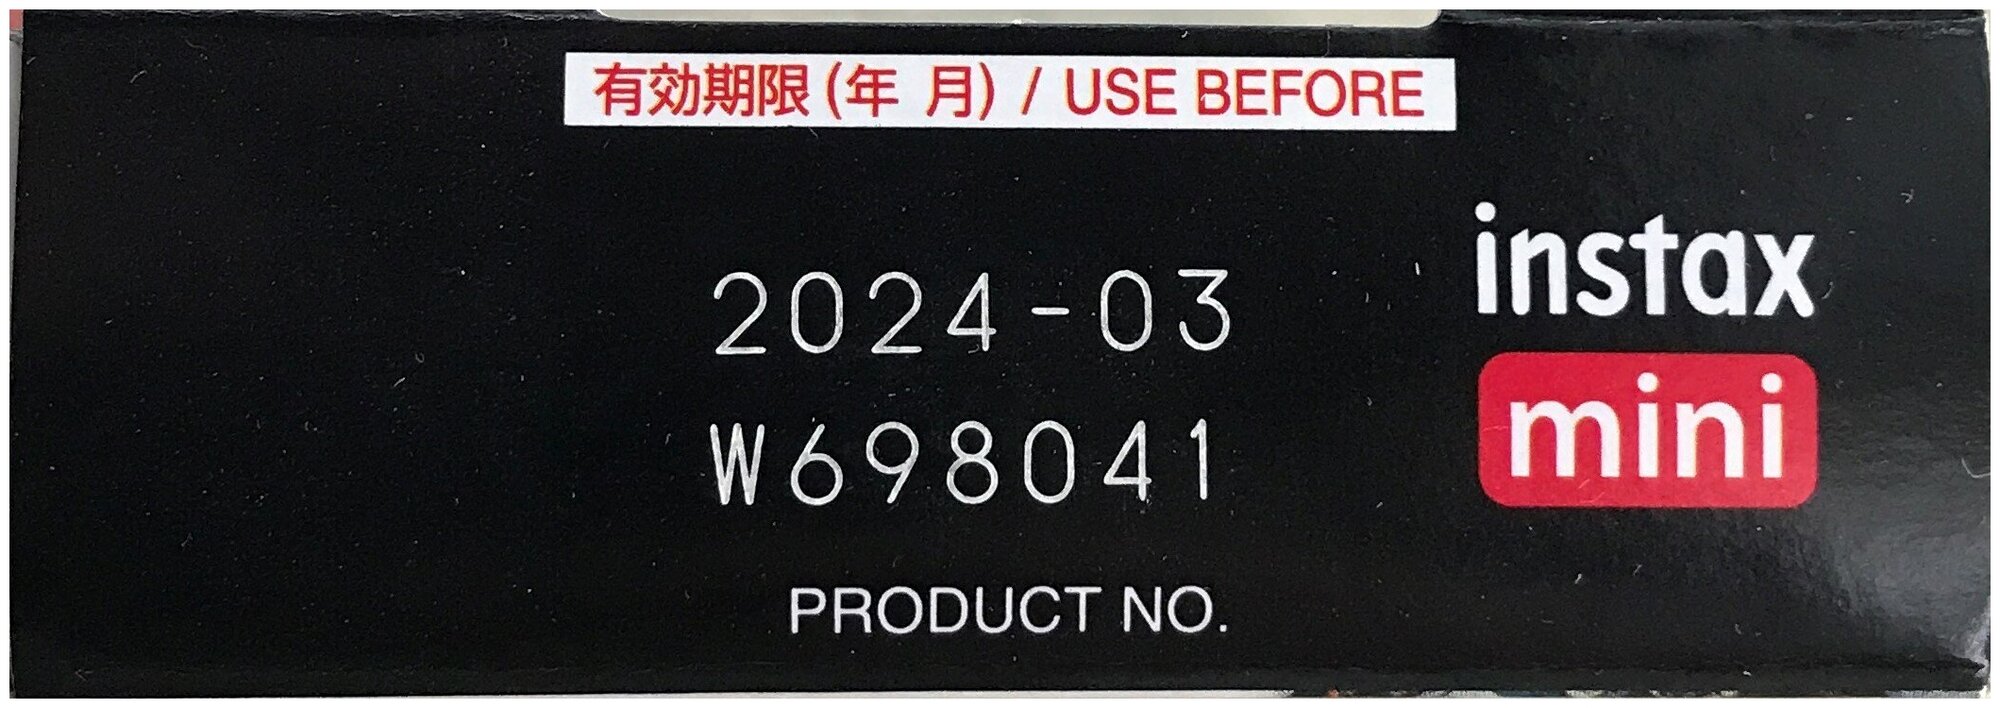 有効期限(年 月) / USE BEFORE
2024-03
W698041
PRODUCT NO.
instax
mini